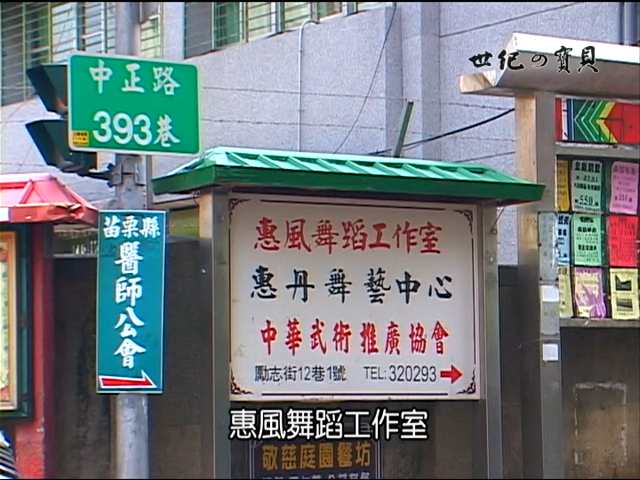 世紀の寶貝
中正路
393巷
苗栗縣
醫師公會
惠風舞蹈工作室
惠丹舞藝中心
中華武術推廣協會
勵志街12巷1號 TEL:320293
惠風舞蹈工作室
敬慈庭園藝坊